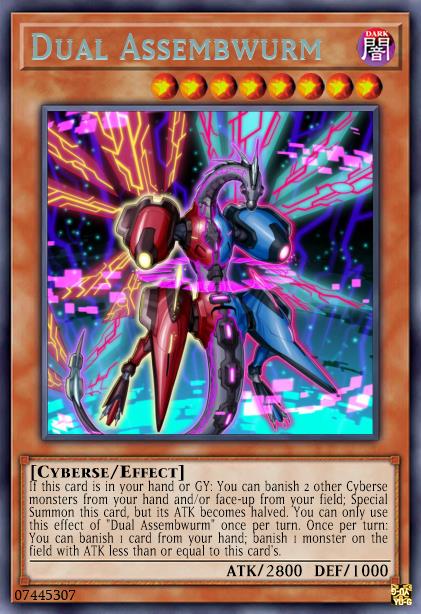 DUAL ASSEMBWURM
DARK
闇
[CYBERSE/EFFECT]
If this card is in your hand or GY: You can banish 2 other Cyberse
monsters from your hand and/or face-up from your field; Special
Summon this card, but its ATK becomes halved. You can only use
this effect of "Dual Assembwurm" once per turn. Once per turn:
You can banish 1 card from your hand; banish 1 monster on the
field with ATK less than or equal to this card's.
ATK/2800 DEF/1000
07445307